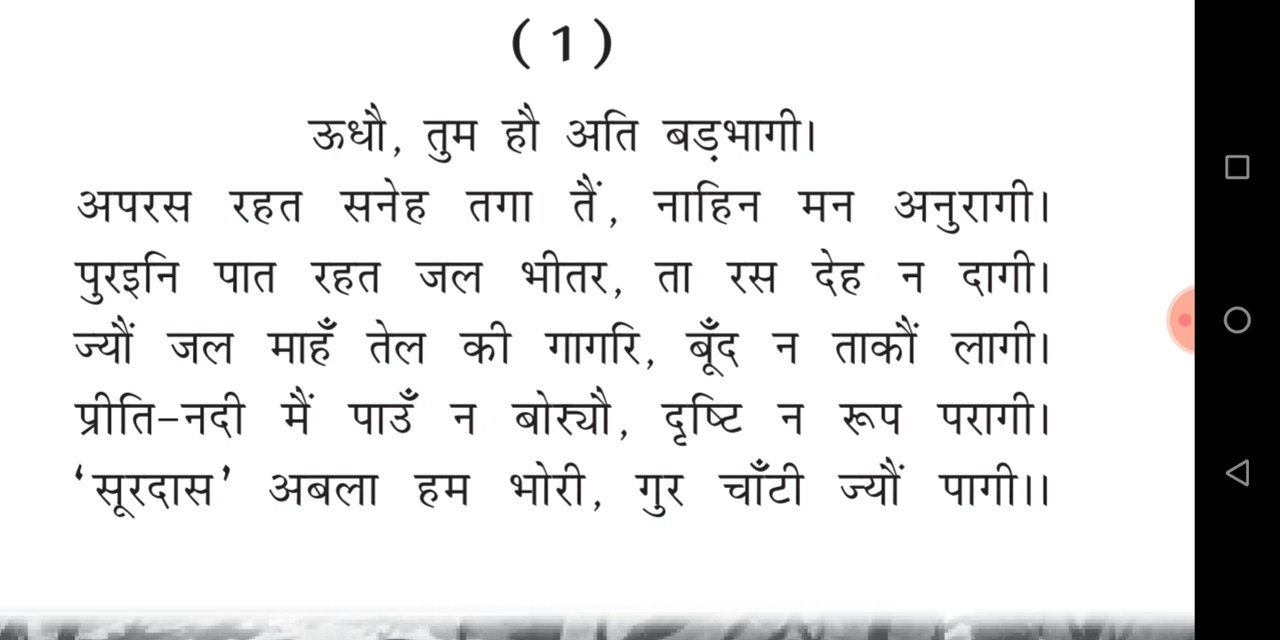 (1)
ऊधौ, तुम हौ अति बड़भागी।
अपरस रहत सनेह तगा तैं, नाहिन मन अनुरागी।
पुरइनि पात रहत जल भीतर, ता रस देह न दागी।
ज्यौं जल माहँ तेल की गागरि, बूँद न ताकौं लागी।
प्रीति-नदी मैं पाउँ न बोर्‌यौ, दृष्टि न रूप परागी।
‘सूरदास’ अबला हम भोरी, गुर चाँटी ज्यौं पागी।।